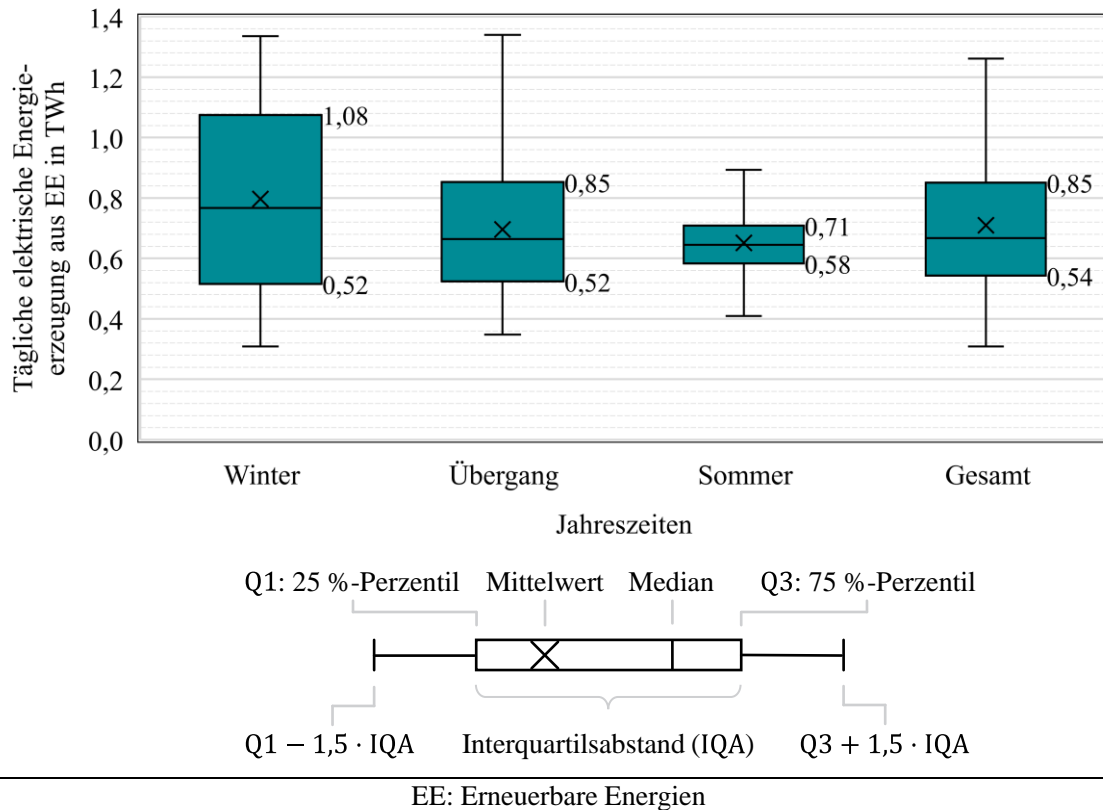 Tägliche elektrische Energie-
erzeugung aus EE in TWh
1,4
1,2
1,0
0,8
0,6
0,4
0,2
0,0
1,08
0,52
0,85
0,52
0,71
0,58
0,85
0,54
Winter
Übergang
Sommer
Gesamt
Jahreszeiten
Q1: 25 %-Perzentil
Mittelwert
Median
Q3: 75 %-Perzentil
Q1 − 1,5 · IQA
Interquartilsabstand (IQA)
Q3 + 1,5 · IQA
EE: Erneuerbare Energien